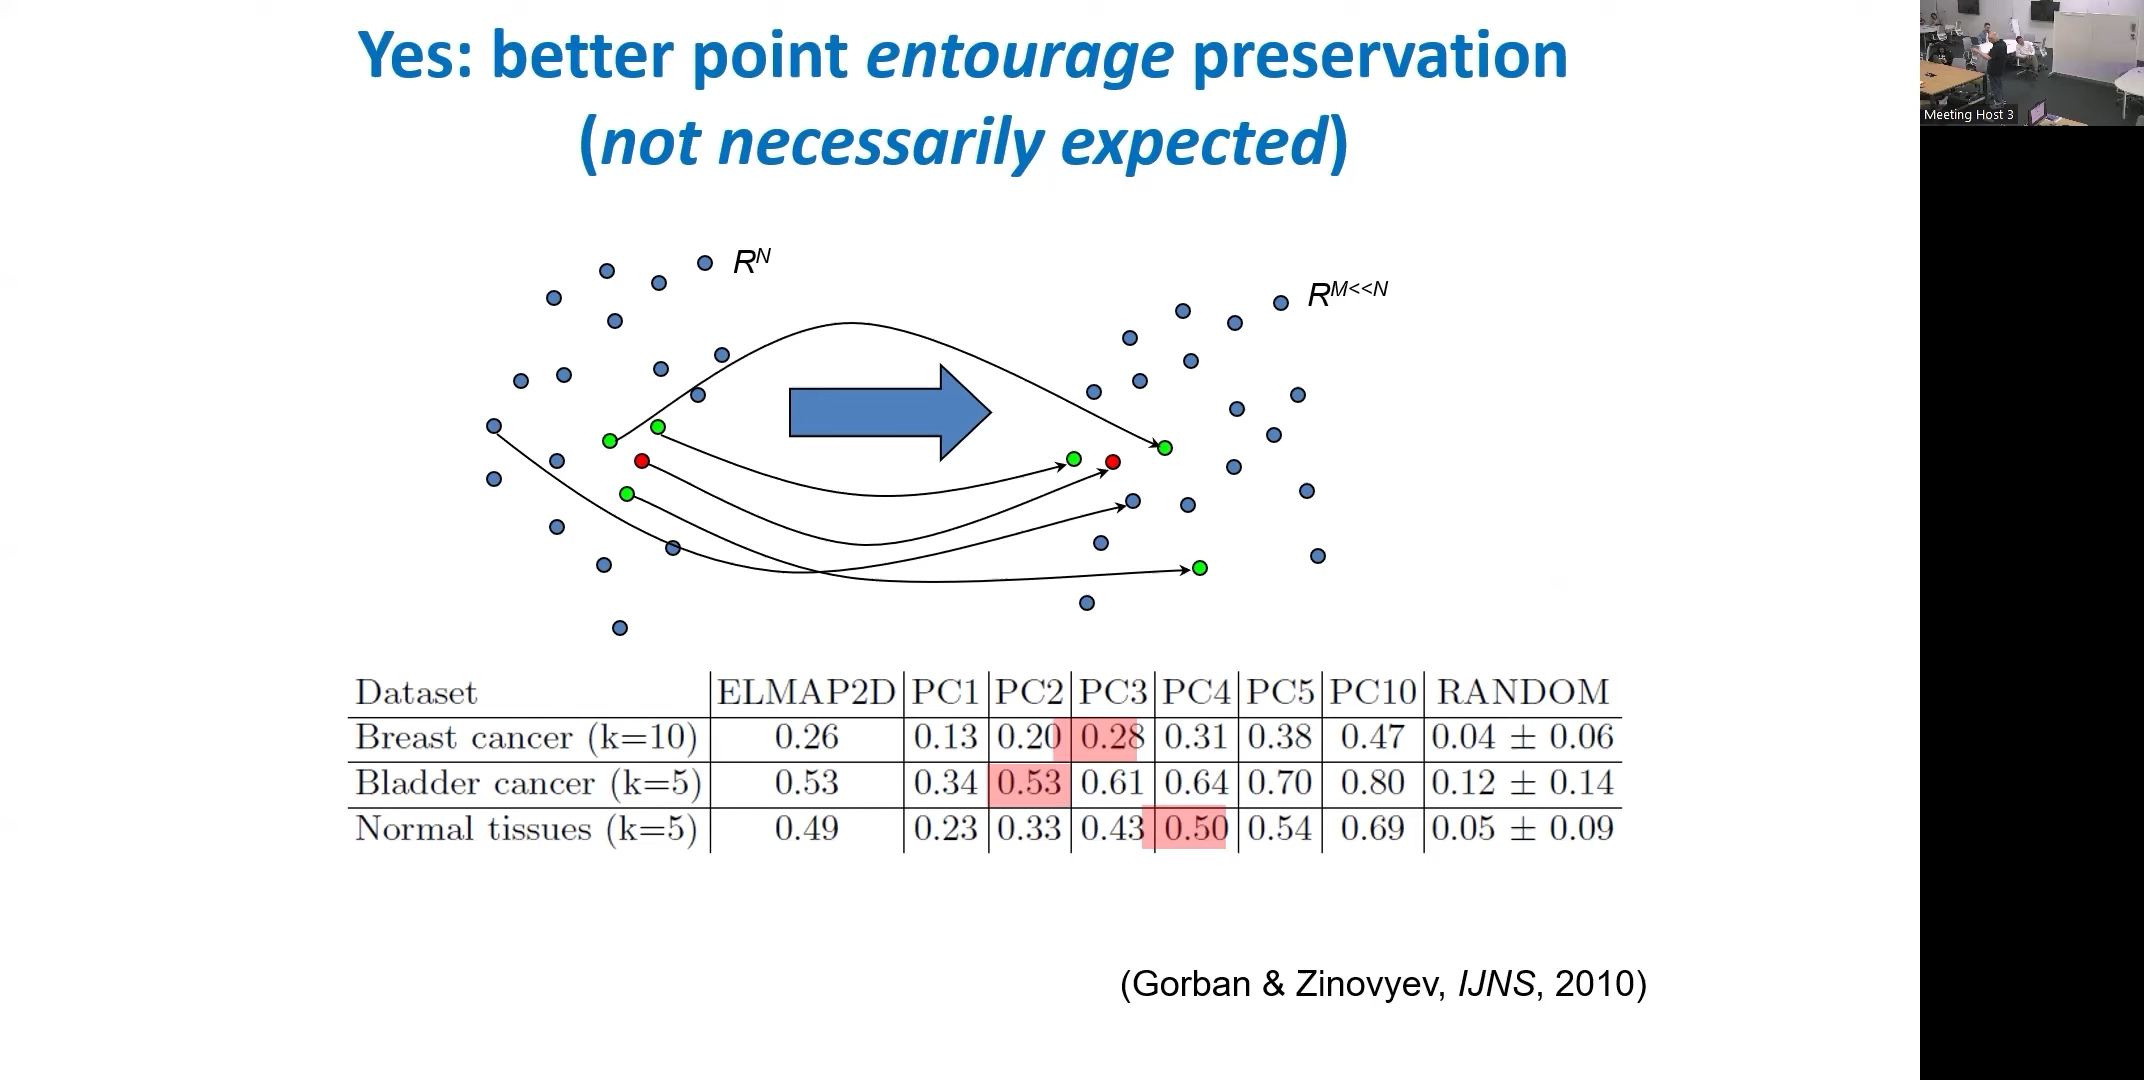 Yes: better point entourage preservation
(not necessarily expected)
Meeting Host 3
R^N
R^M<<N
Dataset ELMAP2D PC1 PC2 PC3 PC4 PC5 PC10 RANDOM
Breast cancer (k=10) 0.26 0.13 0.20 0.28 0.31 0.38 0.47 0.04 ± 0.06
Bladder cancer (k=5) 0.53 0.34 0.53 0.61 0.64 0.70 0.80 0.12 ± 0.14
Normal tissues (k=5) 0.49 0.23 0.33 0.43 0.50 0.54 0.69 0.05 ± 0.09
(Gorban & Zinovyev, IJNS, 2010)